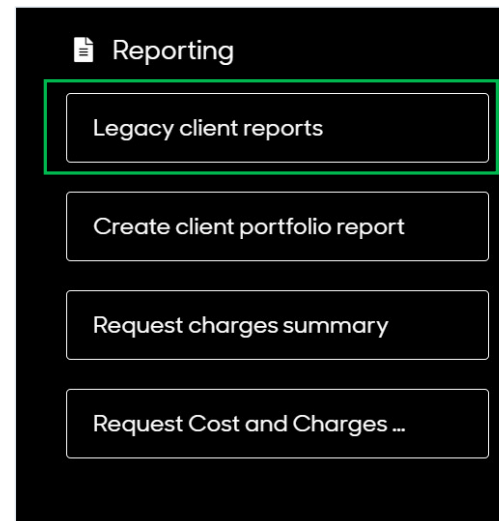 Reporting
Legacy client reports
Create client portfolio report
Request charges summary
Request Cost and Charges ...